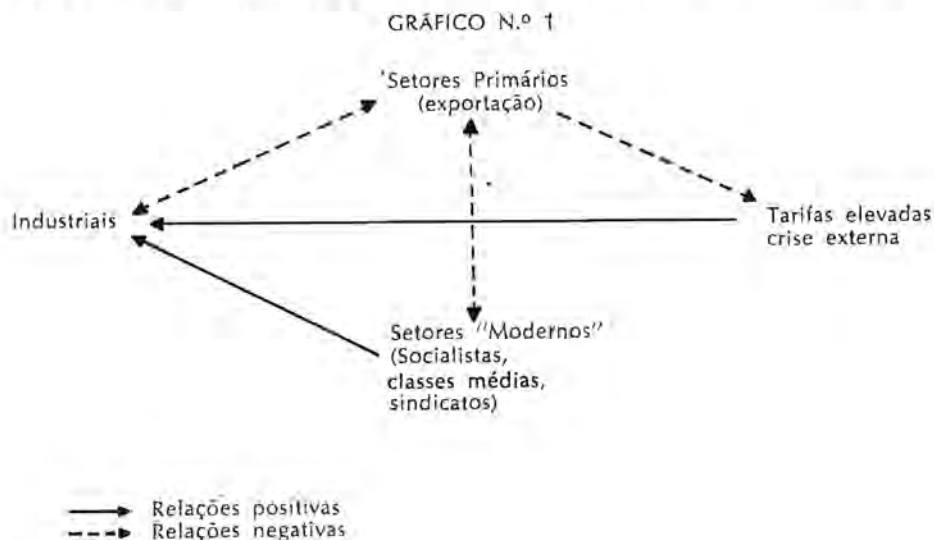 GRÁFICO N.º 1
Setores Primários
(exportação)
Industriais
Tarifas elevadas
crise externa
Setores "Modernos"
(Socialistas,
classes médias,
sindicatos)
Relações positivas
Relações negativas